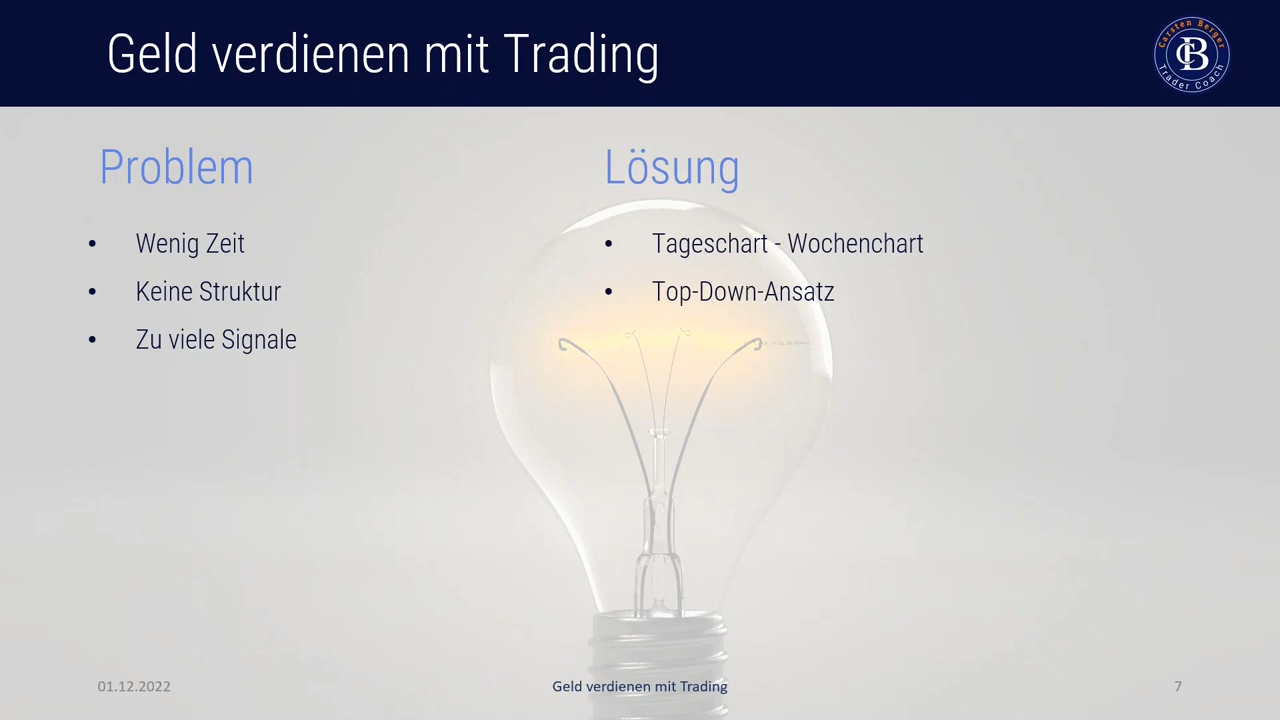 Geld verdienen mit Trading
Carsten Berger
CB
Trader Coach
Problem
Wenig Zeit
Keine Struktur
Zu viele Signale
Lösung
Tageschart - Wochenchart
Top-Down-Ansatz
01.12.2022
Geld verdienen mit Trading
7